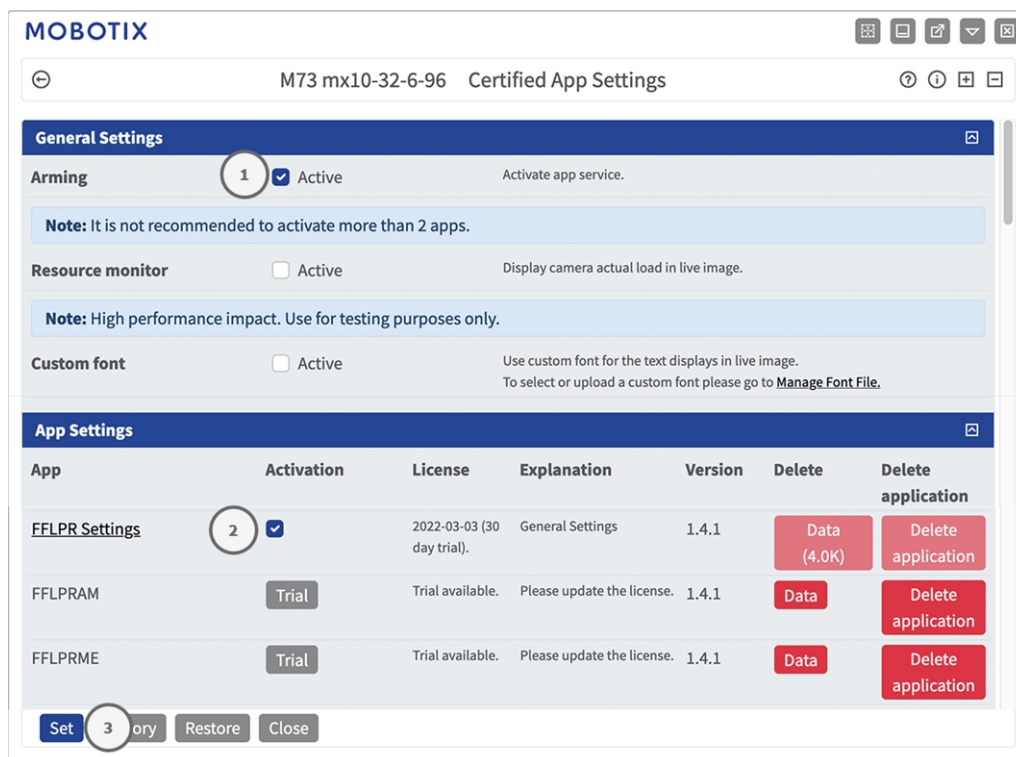 MOBOTIX
M73 mx10-32-6-96 Certified App Settings
General Settings
Arming 1 Active Activate app service.
Note: It is not recommended to activate more than 2 apps.
Resource monitor Active Display camera actual load in live image.
Note: High performance impact. Use for testing purposes only.
Custom font Active Use custom font for the text displays in live image.
To select or upload a custom font please go to Manage Font File.
App Settings
App Activation License Explanation Version Delete Delete
application
FFLPR Settings 2 2022-03-03 (30 General Settings 1.4.1 Data Delete
day trial). (4.0K) application
FFLPRAM Trial Trial available. Please update the license. 1.4.1 Data Delete
application
FFLPRME Trial Trial available. Please update the license. 1.4.1 Data Delete
application
Set 3 ory Restore Close